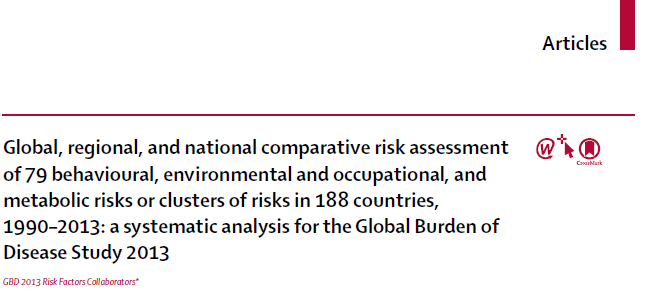 Articles
Global, regional, and national comparative risk assessment
of 79 behavioural, environmental and occupational, and
metabolic risks or clusters of risks in 188 countries,
1990–2013: a systematic analysis for the Global Burden of
Disease Study 2013
W
CrossMark
GBD 2013 Risk Factors Collaborators*